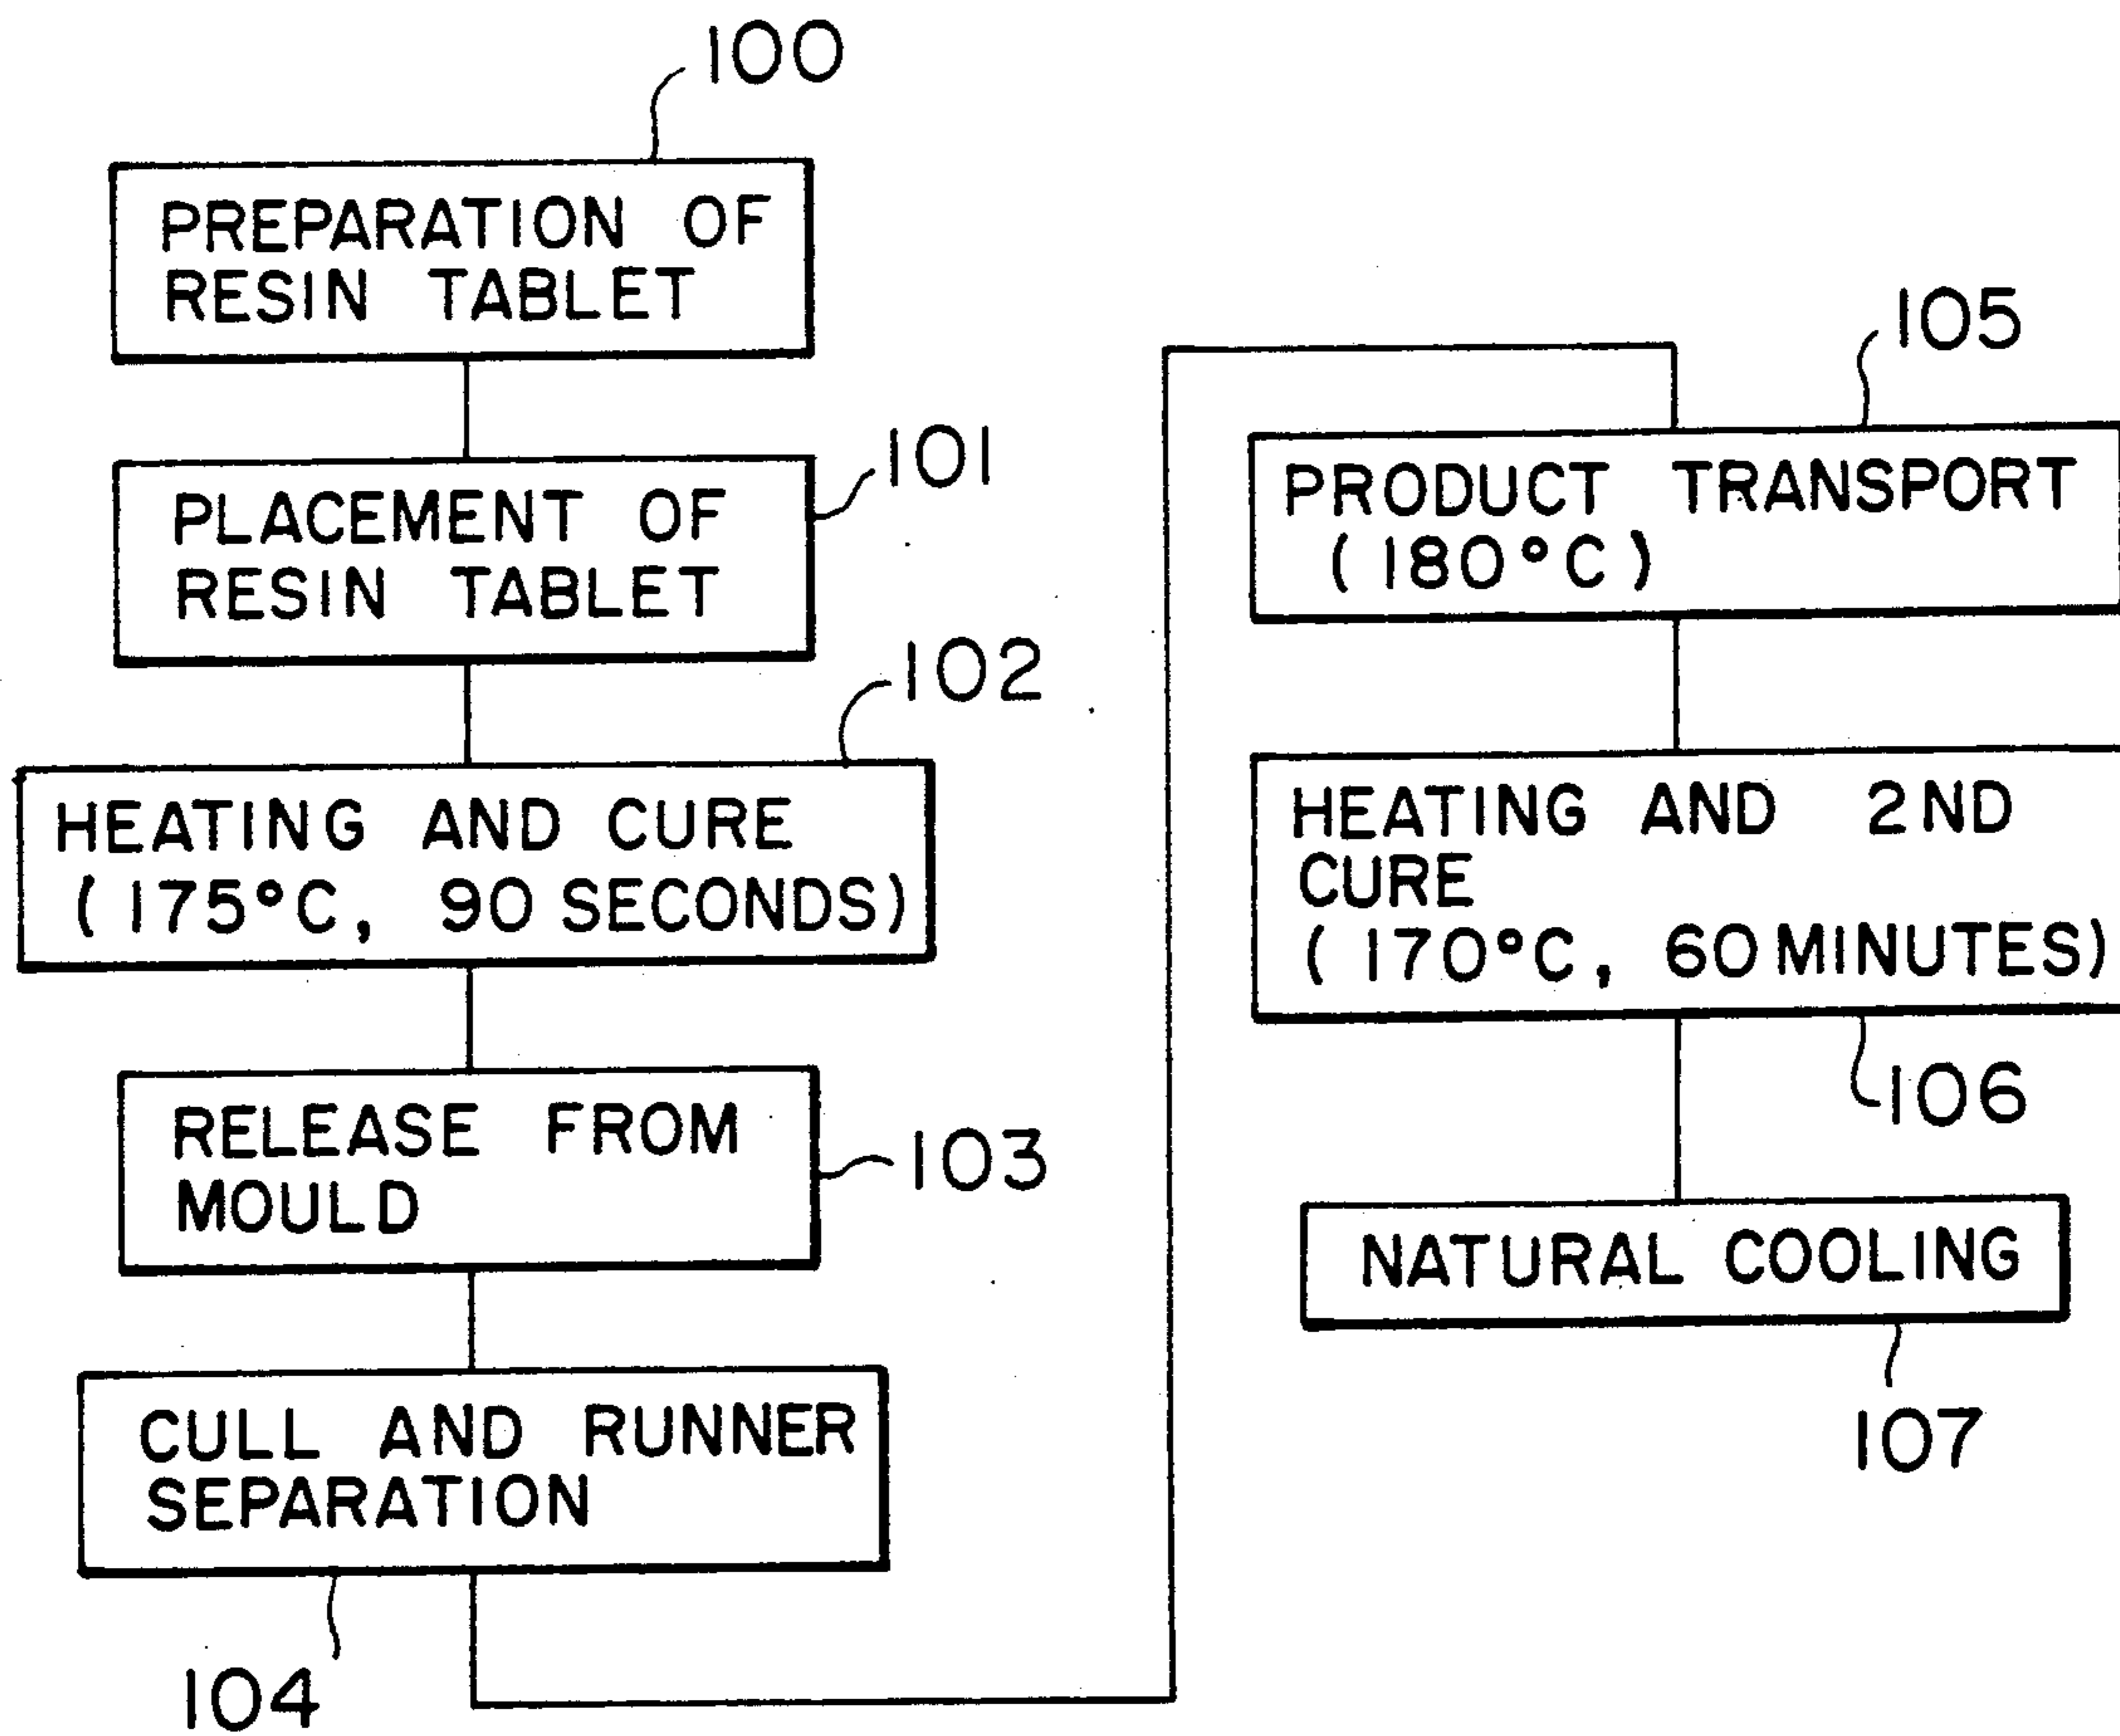 100
PREPARATION OF
RESIN TABLET
101
PLACEMENT OF
RESIN TABLET
102
HEATING AND CURE
(175°C, 90 SECONDS)
103
RELEASE FROM
MOULD
CULL AND RUNNER
SEPARATION
104
105
PRODUCT TRANSPORT
(180°C)
HEATING AND 2ND
CURE
(170°C, 60 MINUTES)
106
NATURAL COOLING
107